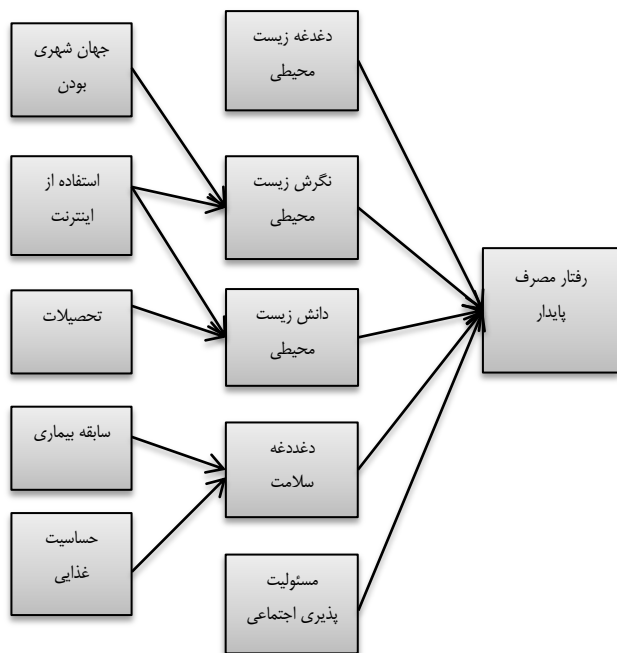 جهان شهری
بودن
استفاده از
اینترنت
تحصیلات
سابقه بیماری
حساسیت
غذایی
دغدغه زیست
محیطی
نگرش زیست
محیطی
دانش زیست
محیطی
دغددغه
سلامت
مسئولیت
پذیری اجتماعی
رفتار مصرف
پایدار